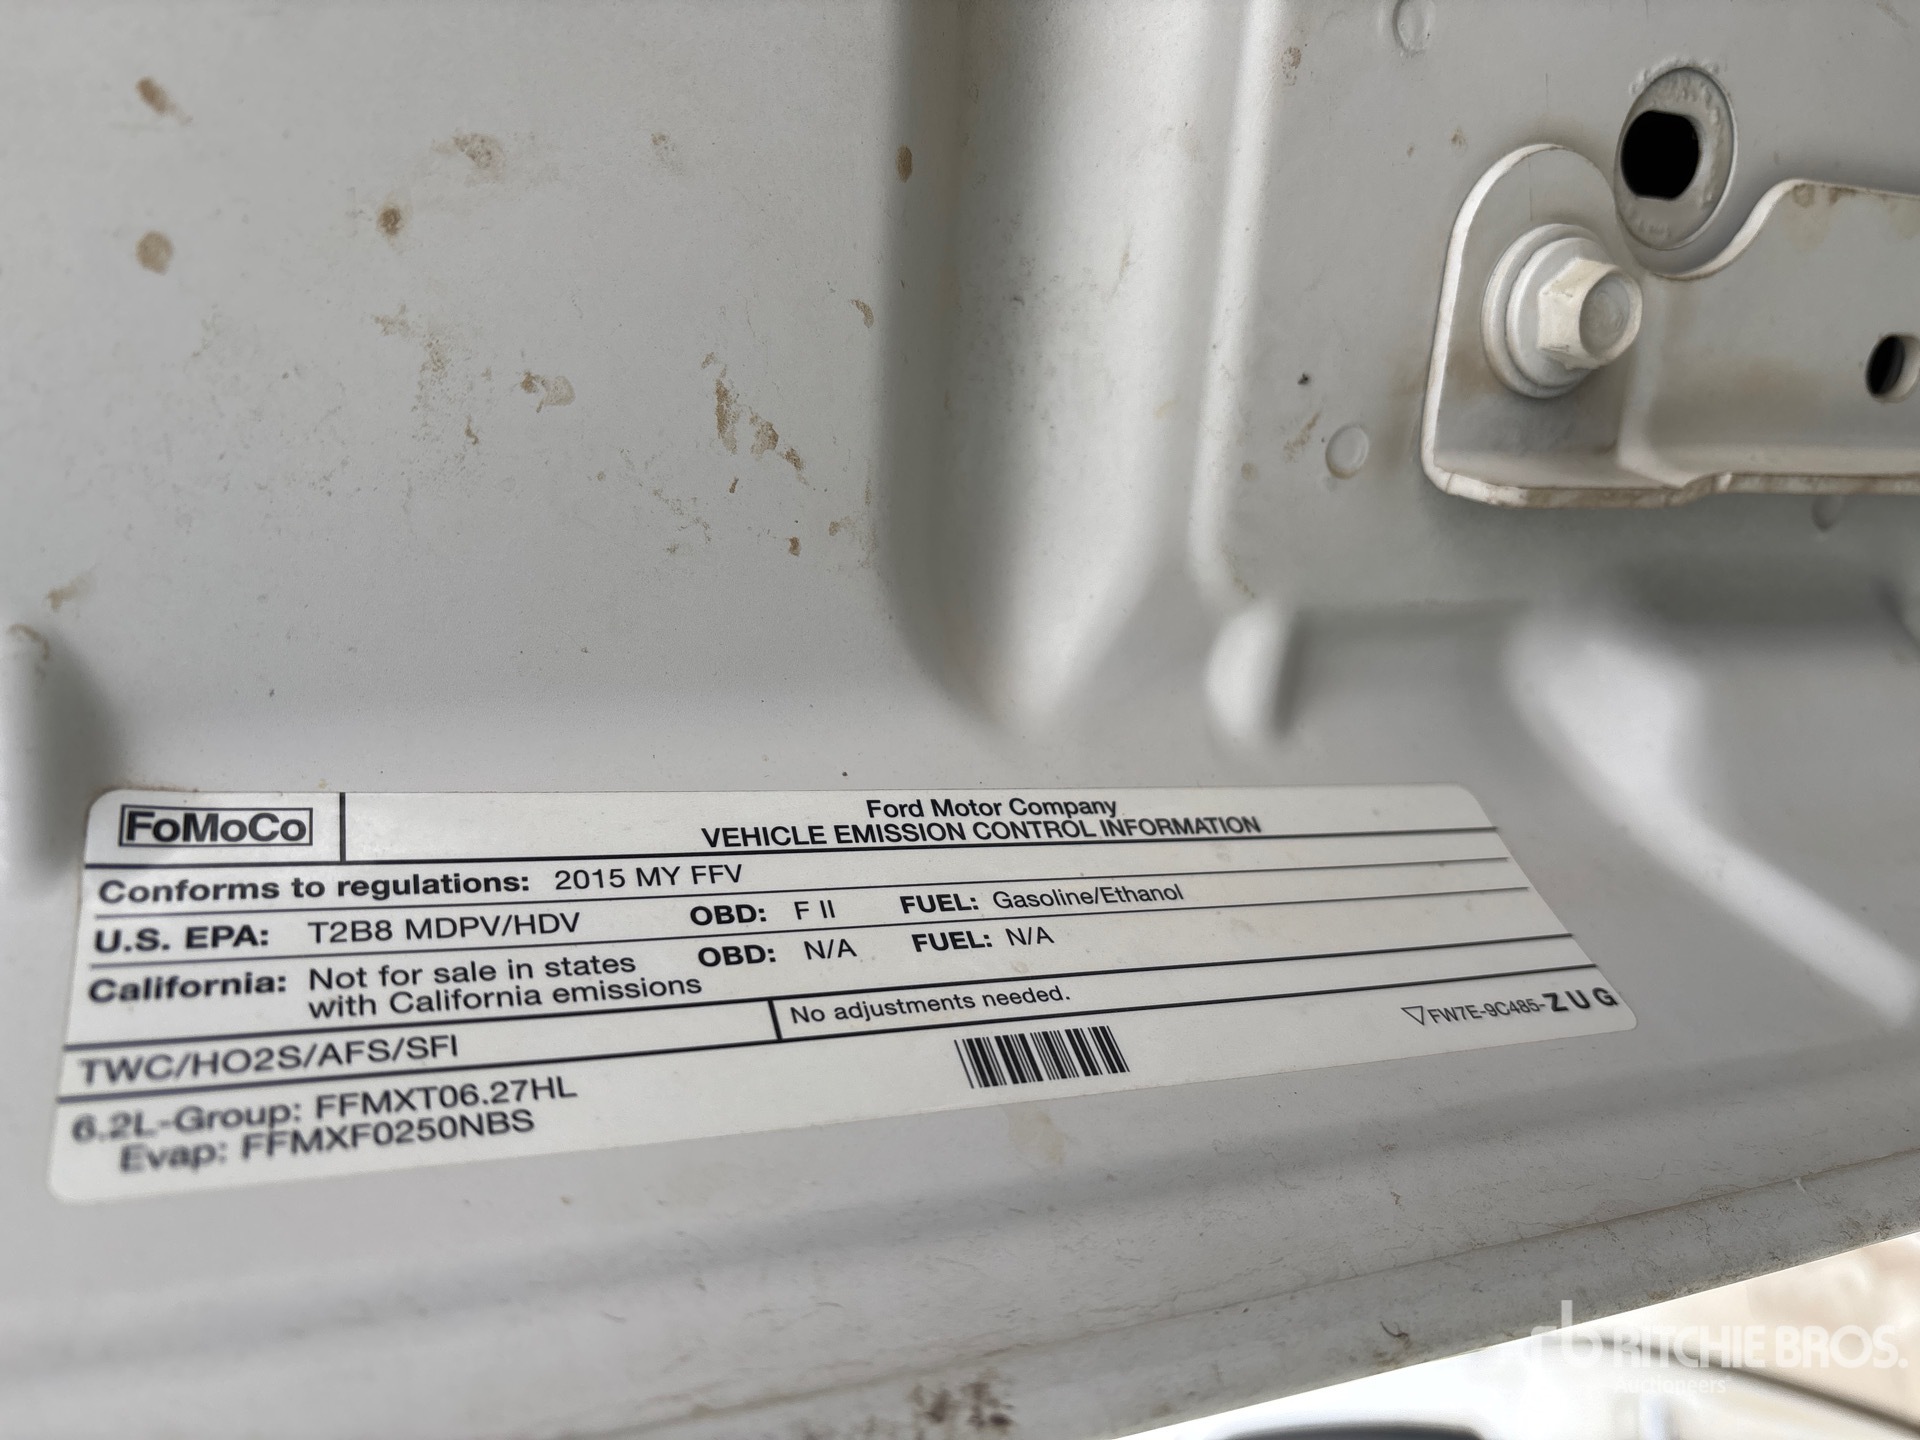 FoMoCo
Ford Motor Company
VEHICLE EMISSION CONTROL INFORMATION
Conforms to regulations: 2015 MY FFV
U.S. EPA: T2B8 MDPV/HDV OBD: F II FUEL: Gasoline/Ethanol
California: Not for sale in states with California emissions OBD: N/A FUEL: N/A
TWC/HO2S/AFS/SFI
No adjustments needed.
6.2L-Group: FFMXT06.27HL
Evap: FFMXF0250NBS
FW7E-9C485-ZUG
rb RITCHIE BROS.
Auctioneers